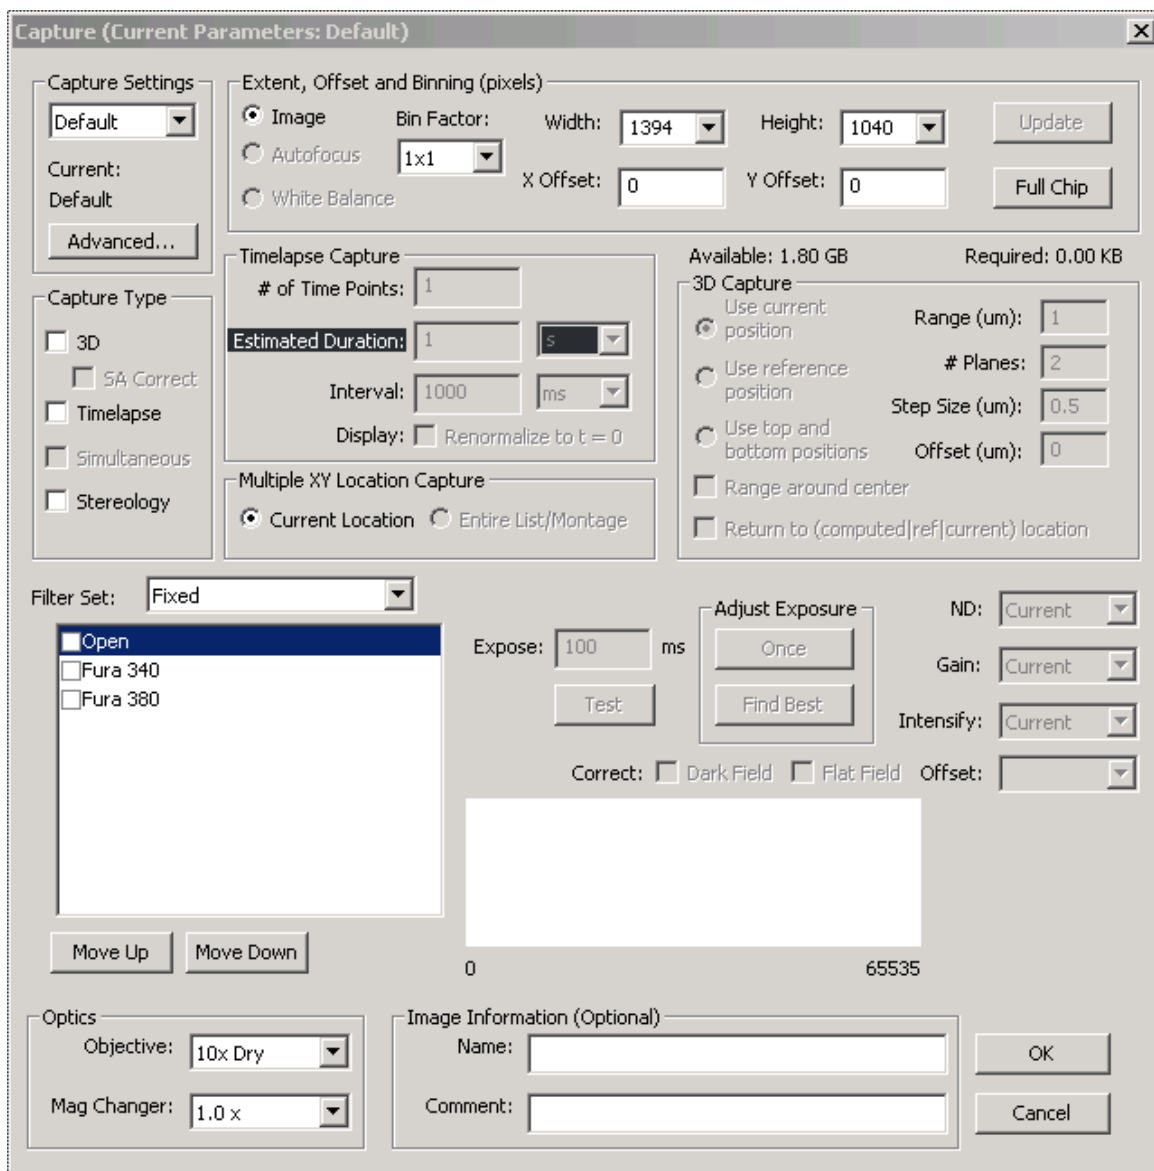 Capture (Current Parameters: Default)
Capture Settings
Default
Current:
Default
Advanced...
Extent, Offset and Binning (pixels)
Image
Autofocus
White Balance
Bin Factor:
1x1
Width: 1394
Height: 1040
Update
X Offset: 0
Y Offset: 0
Full Chip
Capture Type
3D
SA Correct
Timelapse
Simultaneous
Stereology
Timelapse Capture
# of Time Points: 1
Estimated Duration: 1 s
Interval: 1000 ms
Display: Renormalize to t = 0
Multiple XY Location Capture
Current Location Entire List/Montage
Available: 1.80 GB Required: 0.00 KB
3D Capture
Use current
position
Use reference
position
Use top and
bottom positions
Range (um): 1
# Planes: 2
Step Size (um): 0.5
Offset (um): 0
Range around center
Return to (computed|ref|current) location
Filter Set: Fixed
Open
Fura 340
Fura 380
Move Up Move Down
Expose: 100 ms
Test
Adjust Exposure
Once
Find Best
ND: Current
Gain: Current
Intensify: Current
Correct: Dark Field Flat Field Offset:
0 65535
Optics
Objective: 10x Dry
Mag Changer: 1.0 x
Image Information (Optional)
Name:
Comment:
OK
Cancel